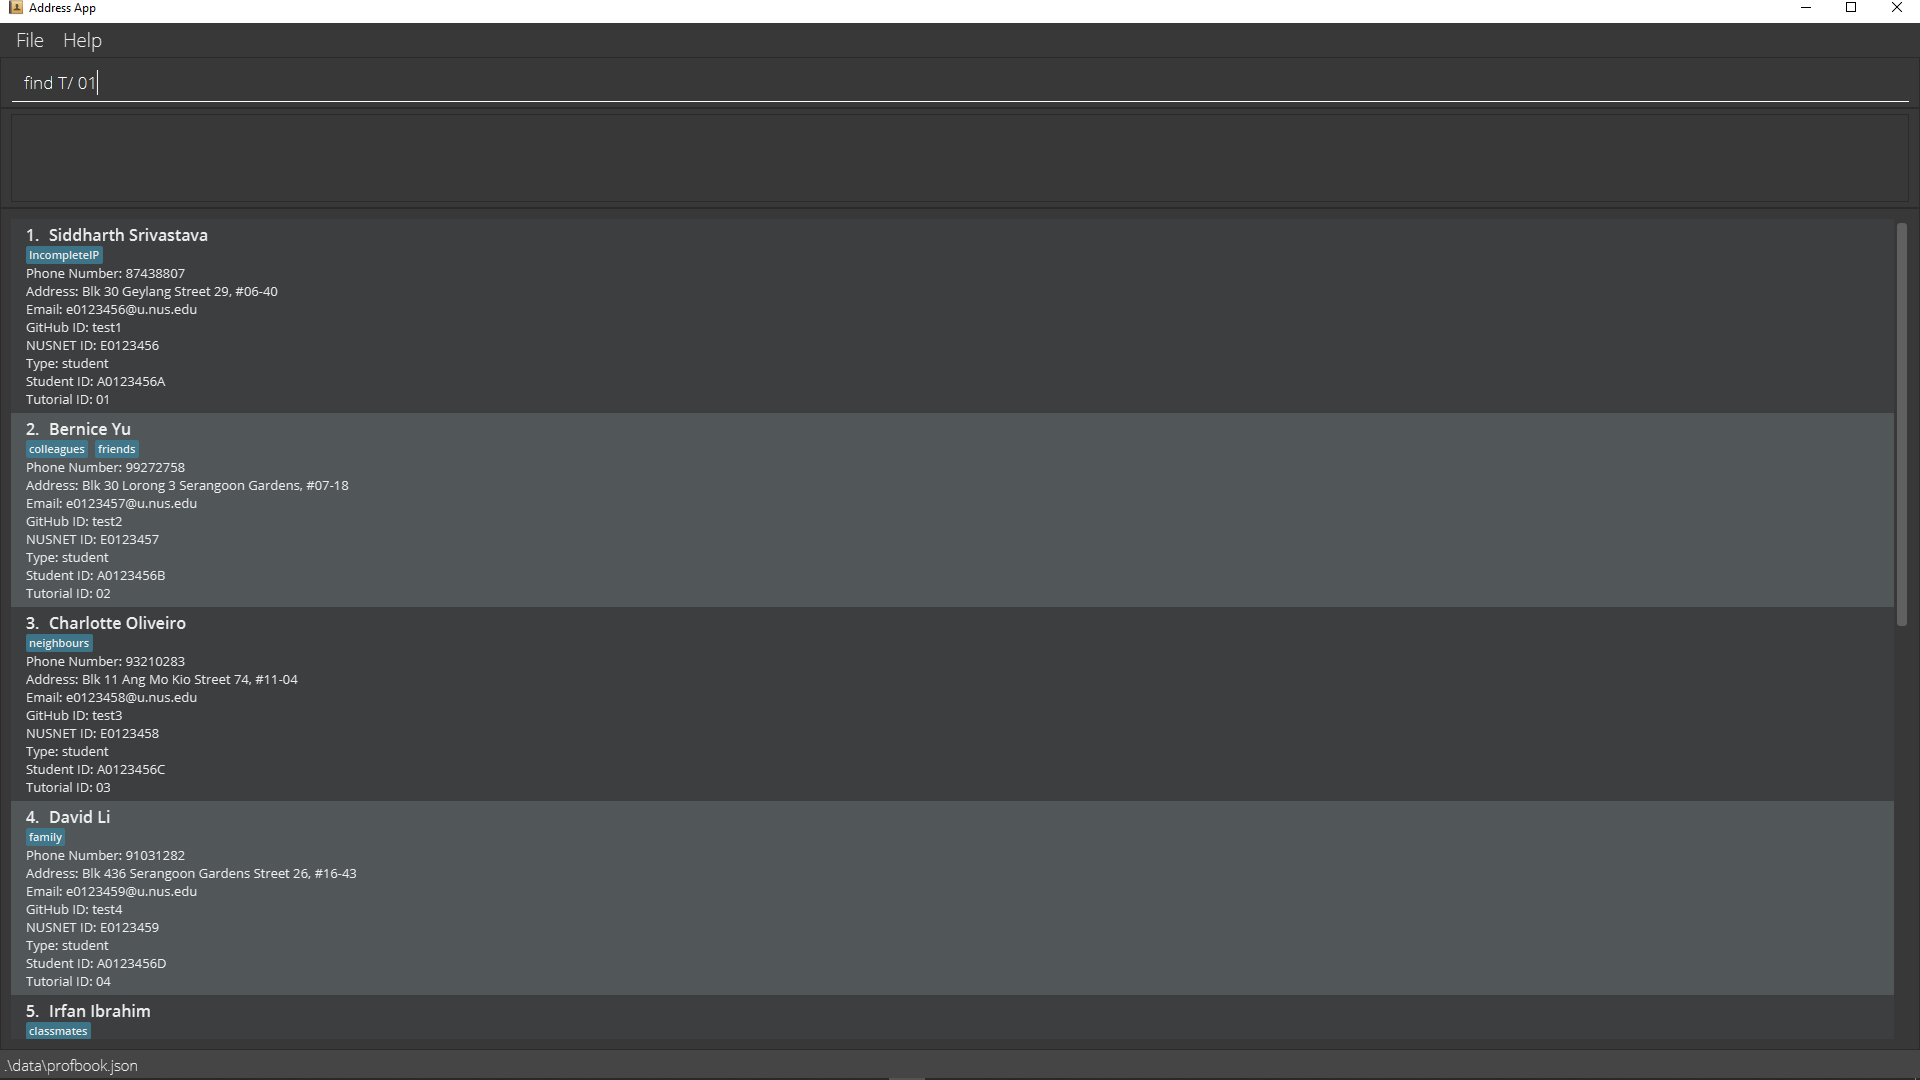 Address App
File Help
find T/ 01
1. Siddharth Srivastava
IncompleteIP
Phone Number: 87438807
Address: Blk 30 Geylang Street 29, #06-40
Email: e0123456@u.nus.edu
GitHub ID: test1
NUSNET ID: E0123456
Type: student
Student ID: A0123456A
Tutorial ID: 01
2. Bernice Yu
colleagues friends
Phone Number: 99272758
Address: Blk 30 Lorong 3 Serangoon Gardens, #07-18
Email: e0123457@u.nus.edu
GitHub ID: test2
NUSNET ID: E0123457
Type: student
Student ID: A0123456B
Tutorial ID: 02
3. Charlotte Oliveiro
neighbours
Phone Number: 93210283
Address: Blk 11 Ang Mo Kio Street 74, #11-04
Email: e0123458@u.nus.edu
GitHub ID: test3
NUSNET ID: E0123458
Type: student
Student ID: A0123456C
Tutorial ID: 03
4. David Li
family
Phone Number: 91031282
Address: Blk 436 Serangoon Gardens Street 26, #16-43
Email: e0123459@u.nus.edu
GitHub ID: test4
NUSNET ID: E0123459
Type: student
Student ID: A0123456D
Tutorial ID: 04
5. Irfan Ibrahim
classmates
.\data\profbook.json